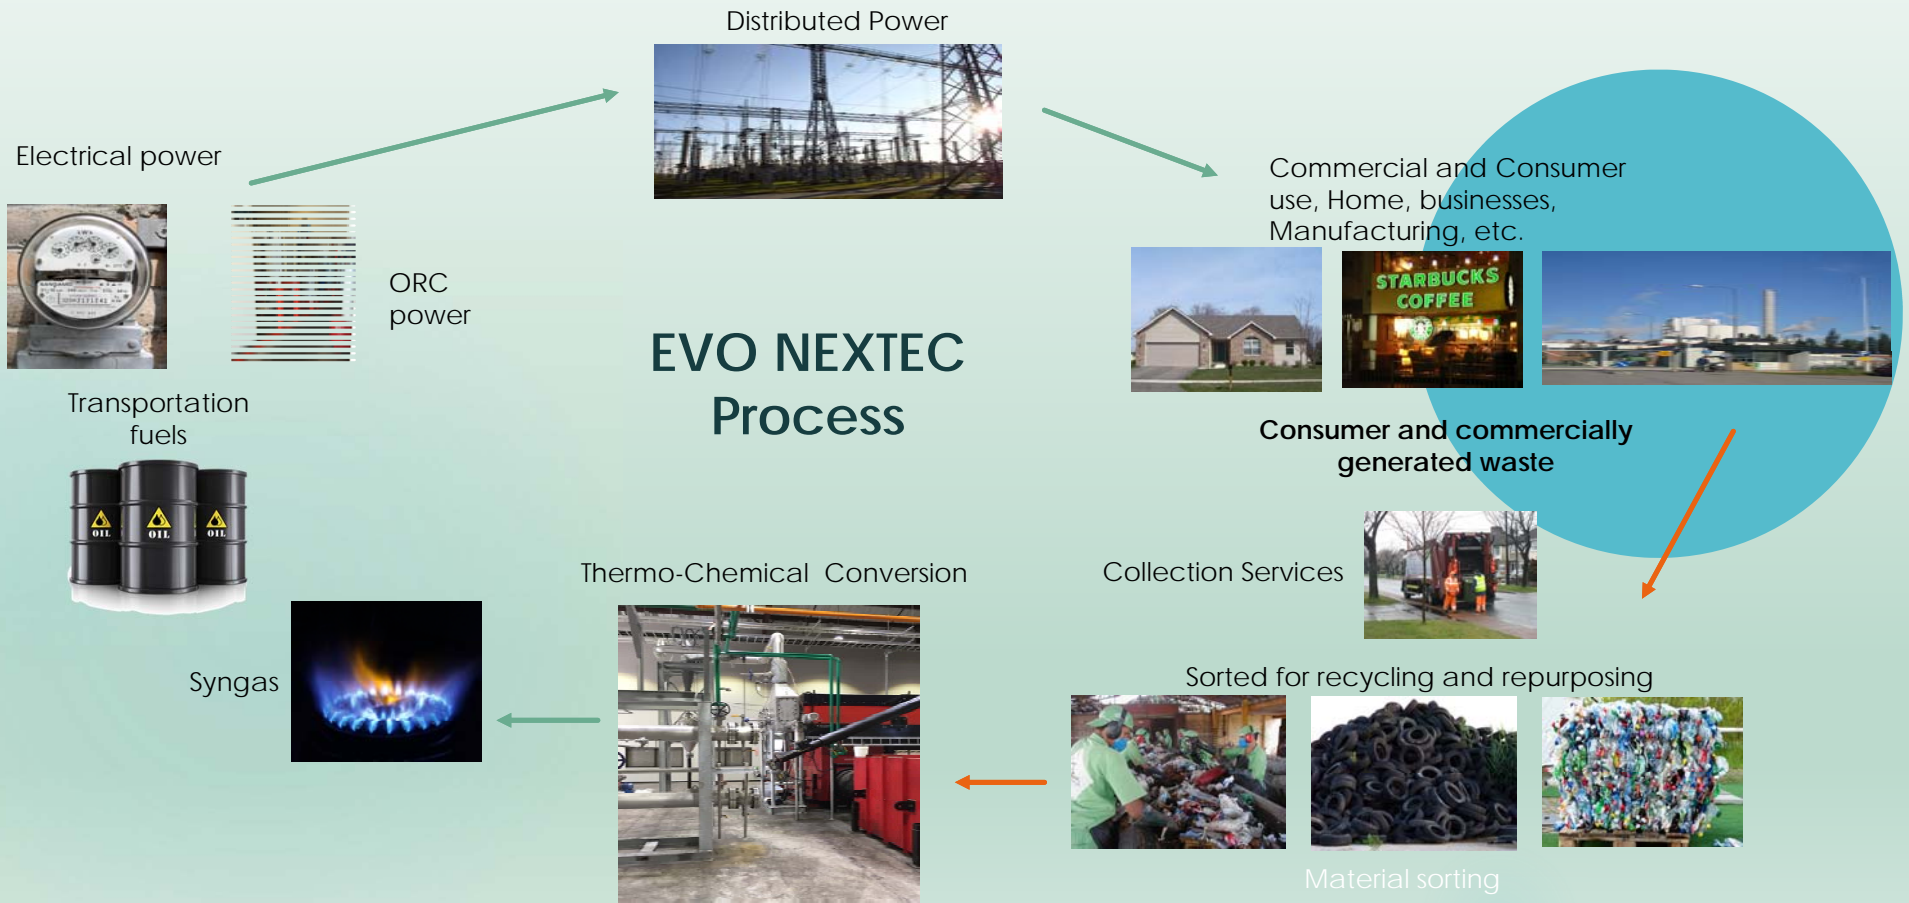 Distributed Power
Electrical power
ORC
power
Commercial and Consumer
use, Home, businesses,
Manufacturing, etc.
STARBUCKS
COFFEE
EVO NEXTEC
Process
Transportation
fuels
OIL
OIL
OIL
Consumer and commercially
generated waste
Collection Services
Thermo-Chemical  Conversion
Syngas
Sorted for recycling and repurposing
Material sorting